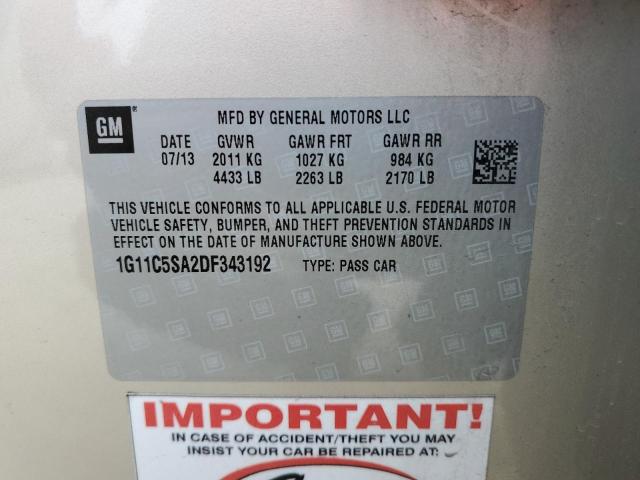 GM
MFD BY GENERAL MOTORS LLC
DATE GVWR GAWR FRT GAWR RR
07/13 2011 KG 1027 KG 984 KG
4433 LB 2263 LB 2170 LB
THIS VEHICLE CONFORMS TO ALL APPLICABLE U.S. FEDERAL MOTOR
VEHICLE SAFETY, BUMPER, AND THEFT PREVENTION STANDARDS IN
EFFECT ON THE DATE OF MANUFACTURE SHOWN ABOVE.
1G11C5SA2DF343192 TYPE: PASS CAR
IMPORTANT!
IN CASE OF ACCIDENT/THEFT YOU MAY
INSIST YOUR CAR BE REPAIRED AT: